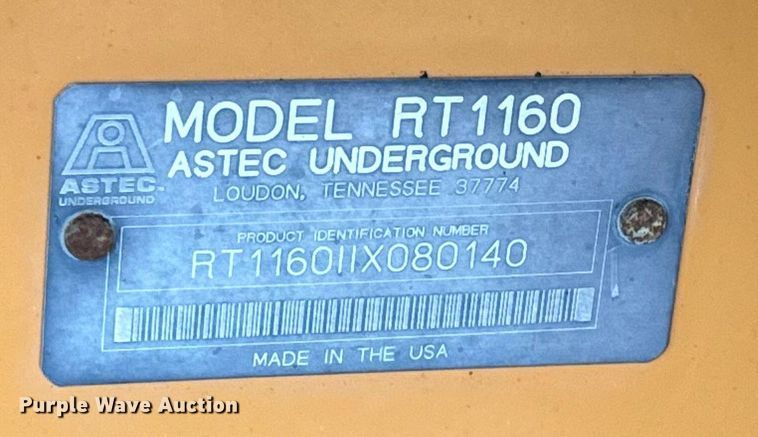 MODEL RT1160
ASTEC UNDERGROUND
LOUDON, TENNESSEE 37774
ASTEC™
UNDERGROUND
PRODUCT IDENTIFICATION NUMBER
RT1160IIX080140
MADE IN THE USA
Purple Wave Auction